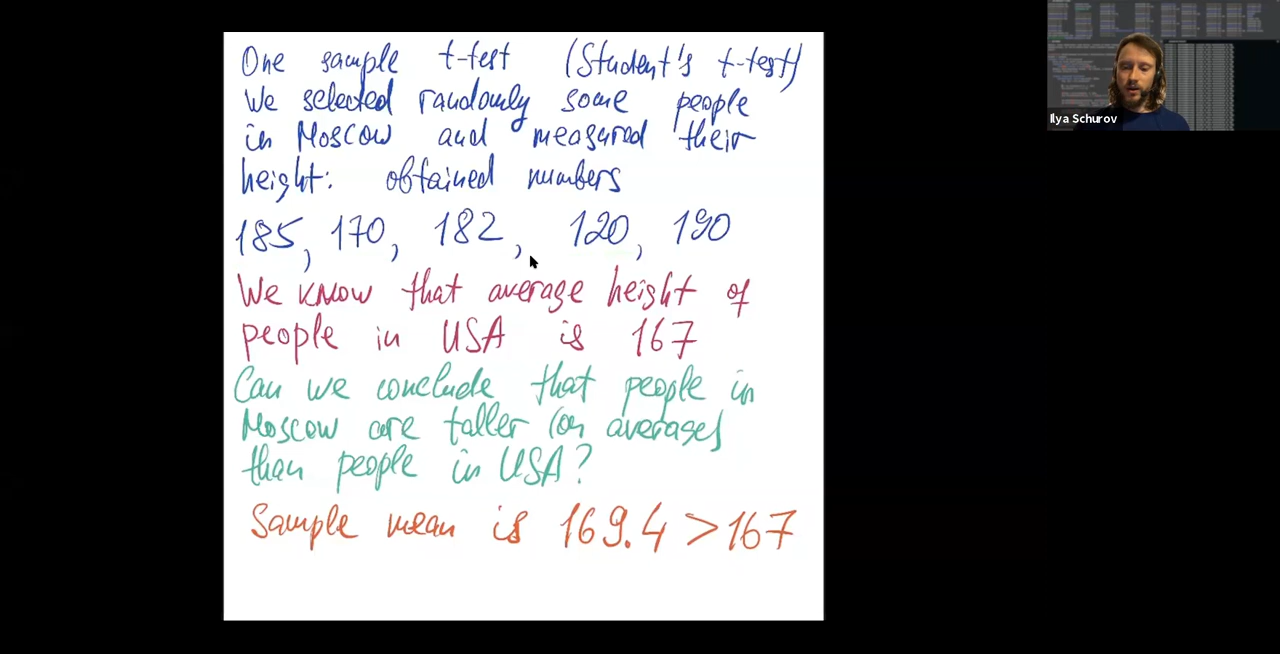 One sample t-test (Student's t-test)
We selected randomly some people
in Moscow and measured their
height: obtained numbers
185, 170, 182, 120, 190
We know that average height of
people in USA is 167
Can we conclude that people in
Moscow are taller (on average)
than people in USA?
Sample mean is 169.4 > 167
Ilya Schurov